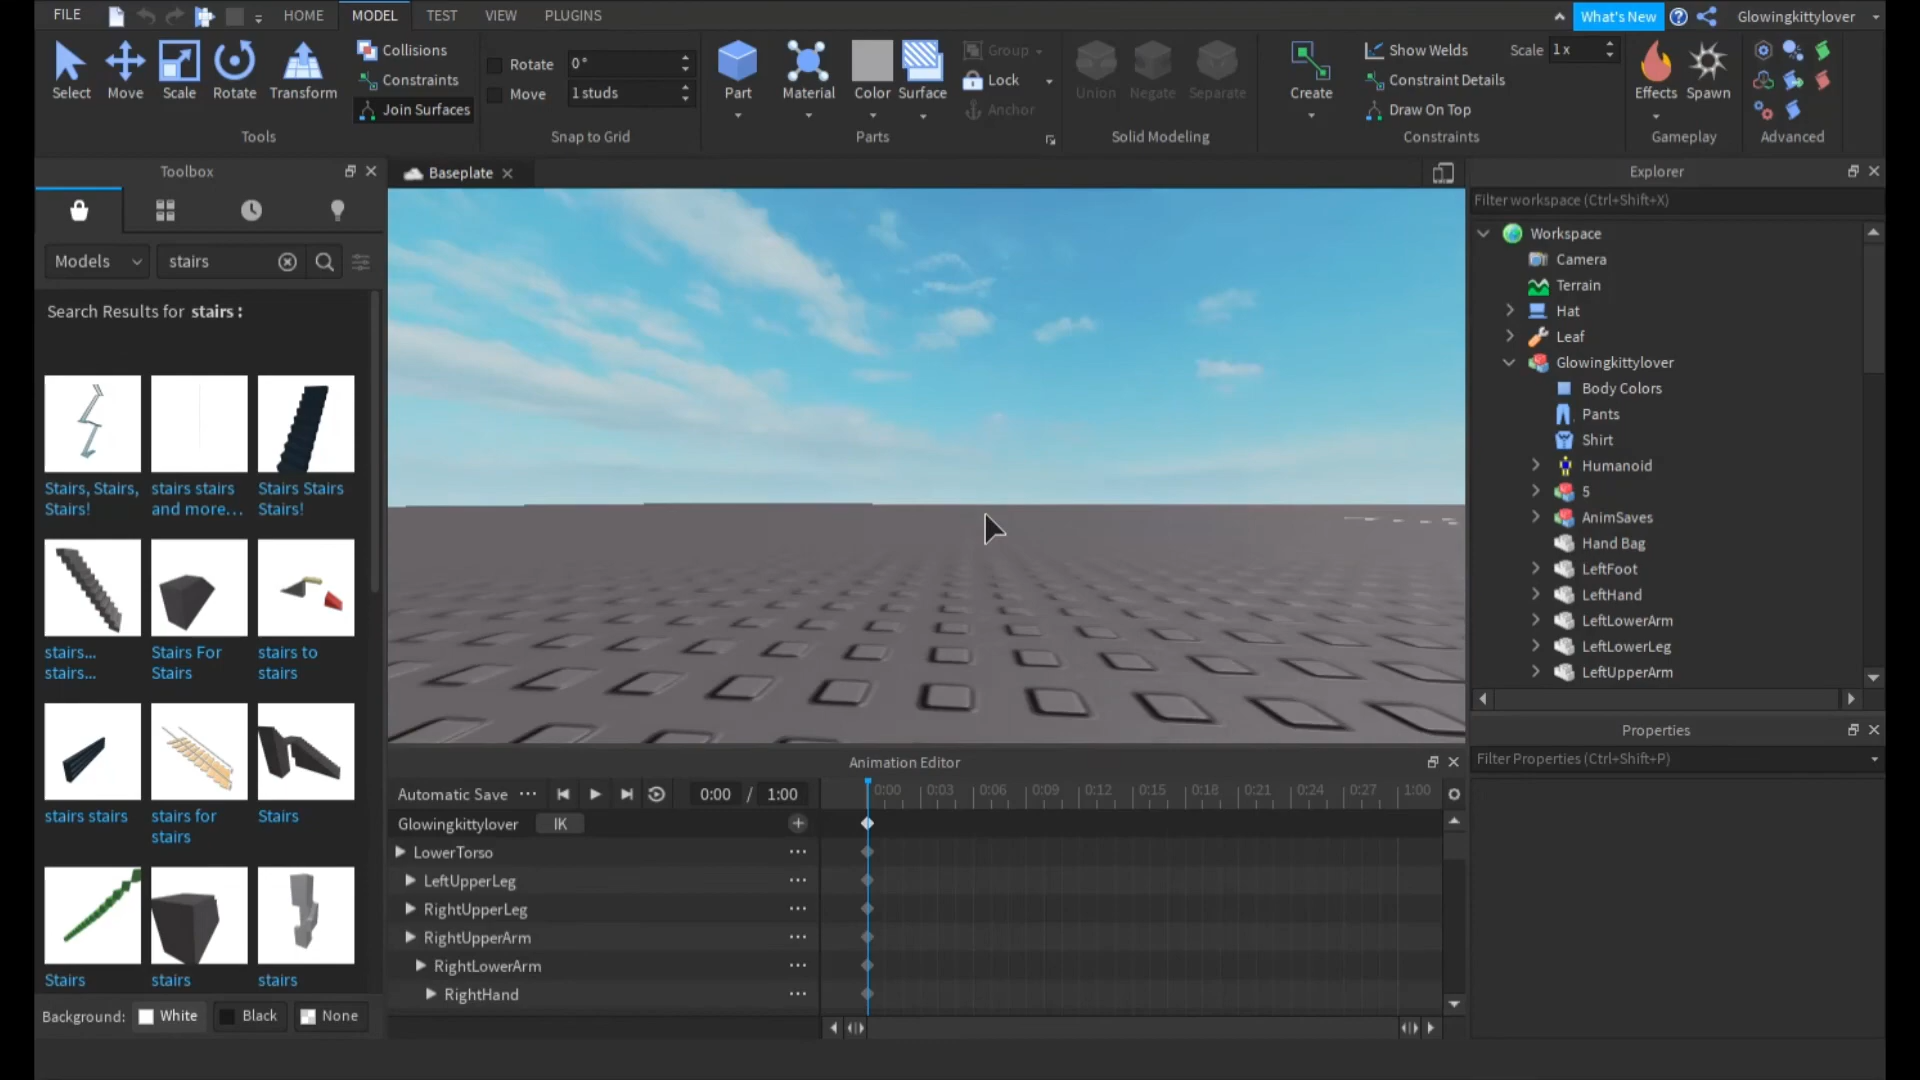 FILE HOME MODEL TEST VIEW PLUGINS What's New Glowingkittylover
Select Move Scale Rotate Transform
Collisions
Constraints
Join Surfaces
Tools
Rotate 0°
Move 1 studs
Snap to Grid
Part Material Color Surface
Group
Lock
Anchor
Parts
Union Negate Separate
Solid Modeling
Create
Show Welds Scale 1 x
Constraint Details
Draw On Top
Constraints
Effects Spawn
Gameplay
Advanced
Toolbox
Models stairs
Search Results for stairs :
Stairs, Stairs, Stairs!
stairs stairs and more...
Stairs Stairs Stairs!
stairs... stairs...
Stairs For Stairs
stairs to stairs
stairs stairs
stairs for stairs
Stairs
Stairs
stairs
stairs
Background: White Black None
Baseplate
Animation Editor
Automatic Save 0:00 / 1:00
0:00 0:03 0:06 0:09 0:12 0:15 0:18 0:21 0:24 0:27 1:00
Glowingkittylover IK
LowerTorso
LeftUpperLeg
RightUpperLeg
RightUpperArm
RightLowerArm
RightHand
Explorer
Filter workspace (Ctrl+Shift+X)
Workspace
Camera
Terrain
Hat
Leaf
Glowingkittylover
Body Colors
Pants
Shirt
Humanoid
5
AnimSaves
Hand Bag
LeftFoot
LeftHand
LeftLowerArm
LeftLowerLeg
LeftUpperArm
Properties
Filter Properties (Ctrl+Shift+P)